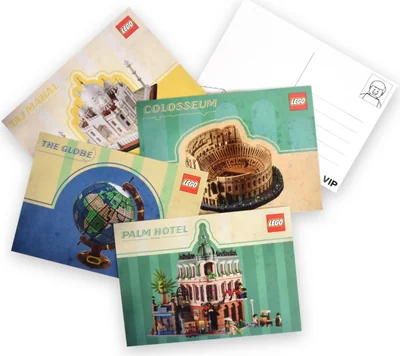 TAJ MAHAL
LEGO
COLOSSEUM
LEGO
THE GLOBE
LEGO
PALM HOTEL
LEGO
VIP